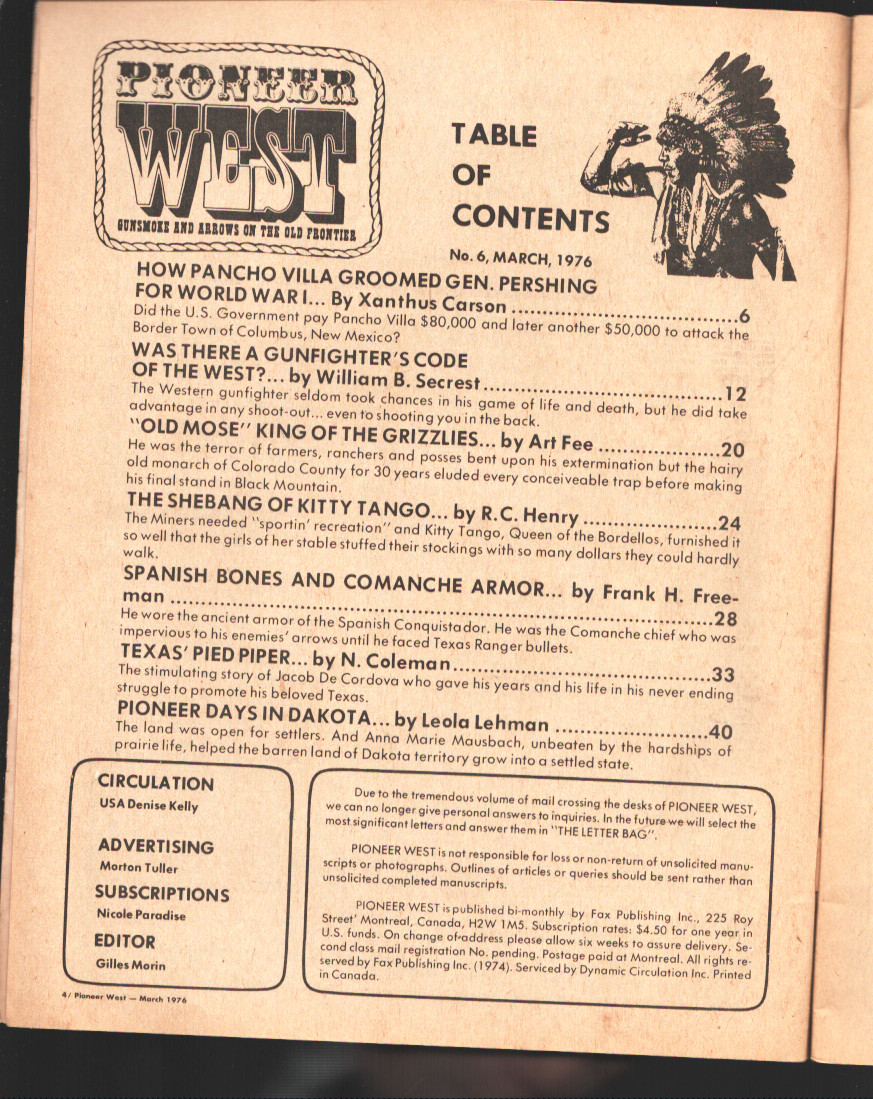 PIONEER
WEST
GUNSMOKE AND ARROWS ON THE OLD FRONTIER
TABLE
OF
CONTENTS
No. 6, MARCH, 1976
HOW PANCHO VILLA GROOMED GEN. PERSHING
FOR WORLD WAR I... By Xanthus Carson ....................................6
Did the U.S. Government pay Pancho Villa $80,000 and later another $50,000 to attack the
Border Town of Columbus, New Mexico?
WAS THERE A GUNFIGHTER'S CODE
OF THE WEST?... by William B. Secrest....................................12
The Western gunfighter seldom took chances in his game of life and death, but he did take
advantage in any shoot-out... even to shooting you in the back.
"OLD MOSE" KING OF THE GRIZZLIES... by Art Fee ...................20
He was the terror of farmers, ranchers and posses bent upon his extermination but the hairy
old monarch of Colorado County for 30 years eluded every conceiveable trap before making
his final stand in Black Mountain.
THE SHEBANG OF KITTY TANGO... by R.C. Henry .....................24
The Miners needed "sportin' recreation" and Kitty Tango, Queen of the Bordellos, furnished it
so well that the girls of her stable stuffed their stockings with so many dollars they could hardly
walk.
SPANISH BONES AND COMANCHE ARMOR... by Frank H. Free-
man ....................................................................................28
He wore the ancient armor of the Spanish Conquistador. He was the Comanche chief who was
impervious to his enemies' arrows until he faced Texas Ranger bullets.
TEXAS' PIED PIPER... by N. Coleman.......................................33
The stimulating story of Jacob De Cordova who gave his years and his life in his never ending
struggle to promote his beloved Texas.
PIONEER DAYS IN DAKOTA... by Leola Lehman ........................40
The land was open for settlers. And Anna Marie Mausbach, unbeaten by the hardships of
prairie life, helped the barren land of Dakota territory grow into a settled state.
CIRCULATION
USA Denise Kelly
ADVERTISING
Morton Tuller
SUBSCRIPTIONS
Nicole Paradise
EDITOR
Gilles Morin
Due to the tremendous volume of mail crossing the desks of PIONEER WEST,
we can no longer give personal answers to inquiries. In the future we will select the
most significant letters and answer them in "THE LETTER BAG".
PIONEER WEST is not responsible for loss or non-return of unsolicited manu-
scripts or photographs. Outlines of articles or queries should be sent rather than
unsolicited completed manuscripts.
PIONEER WEST is published bi-monthly by Fax Publishing Inc., 225 Roy
Street' Montreal, Canada, H2W 1M5. Subscription rates: $4.50 for one year in
U.S. funds. On change of address please allow six weeks to assure delivery. Se-
cond class mail registration No. pending. Postage paid at Montreal. All rights re-
served by Fax Publishing Inc. (1974). Serviced by Dynamic Circulation Inc. Printed
in Canada.
4/ Pioneer West — March 1976